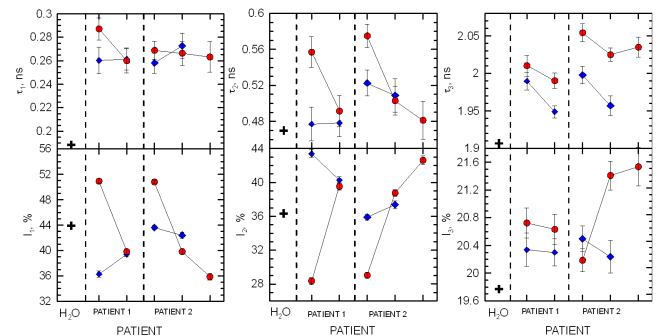 0.3
0.28
0.26
0.24
0.22
0.2
τ1, ns
0.6
0.56
0.52
0.48
0.44
τ2, ns
2.05
2
1.95
1.9
τ3, ns
56
52
48
44
40
36
32
I1, %
44
40
36
32
28
I2, %
21.6
21.2
20.8
20.4
20
19.6
I3, %
H2O PATIENT 1 PATIENT 2
PATIENT
H2O PATIENT 1 PATIENT 2
PATIENT
H2O PATIENT 1 PATIENT 2
PATIENT